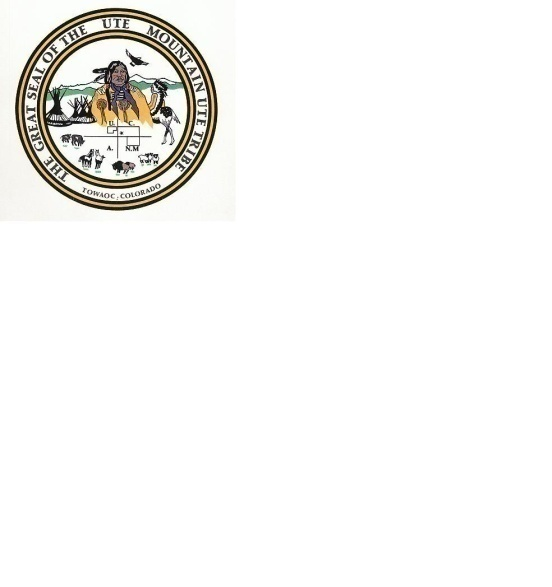 THE GREAT SEAL OF THE UTE MOUNTAIN UTE TRIBE
U. C.
A. N.M
TOWAOC, COLORADO